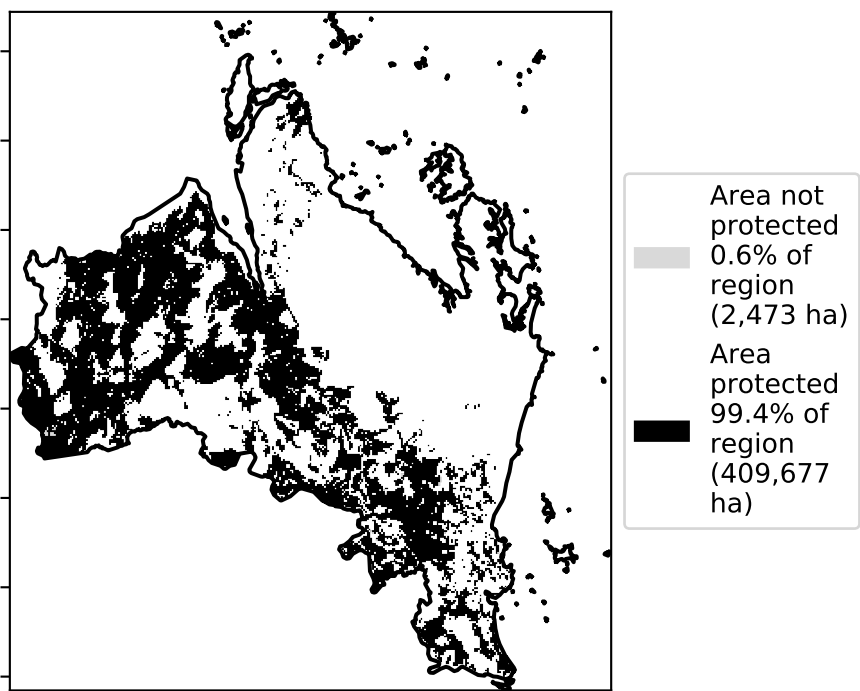 Area not
protected
0.6% of
region
(2,473 ha)
Area
protected
99.4% of
region
(409,677
ha)